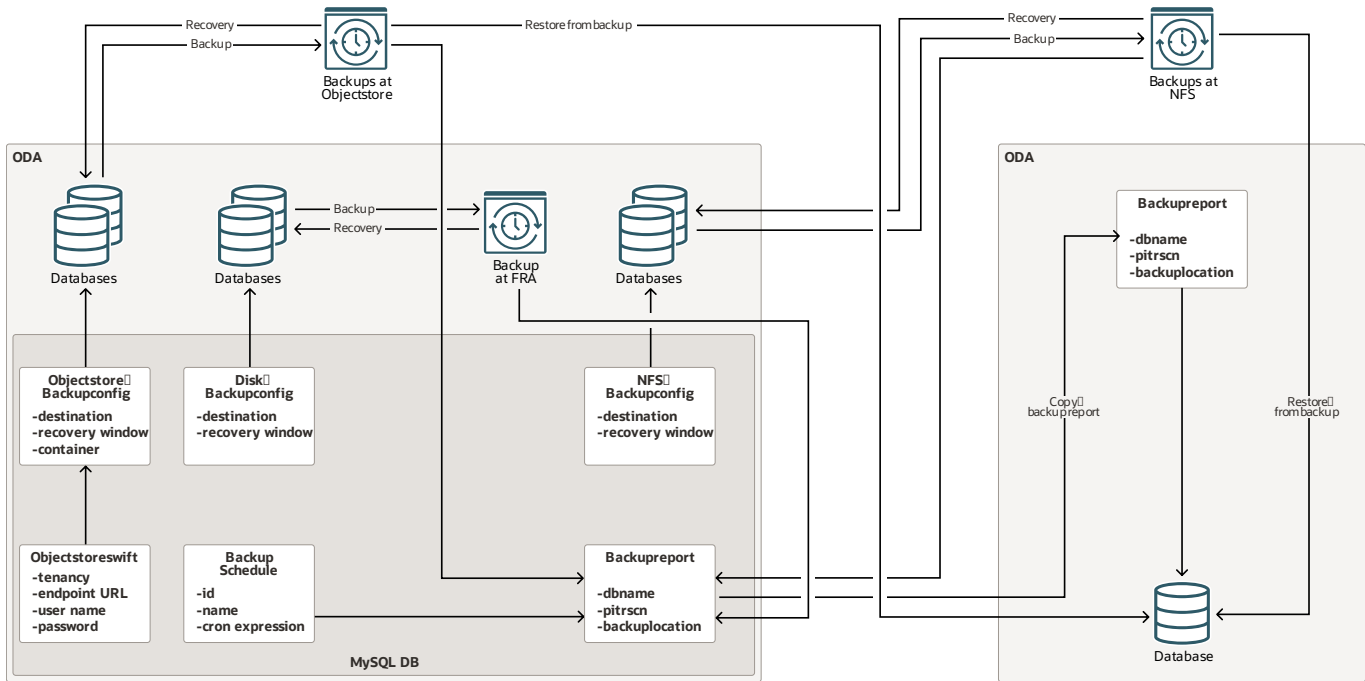 Recovery
Backup
Backups at
Objectstore
Restore from backup
Recovery
Backup
Backups at
NFS
ODA
Databases
Databases
Backup
Recovery
Backup
at FRA
Databases
Objectstore
Backupconfig
-destination
-recovery window
-container
Disk
Backupconfig
-destination
-recovery window
NFS
Backupconfig
-destination
-recovery window
Objectstoreswift
-tenancy
-endpoint URL
-user name
-password
Backup
Schedule
-id
-name
-cron expression
Backupreport
-dbname
-pitrscn
-backuplocation
MySQL DB
ODA
Backupreport
-dbname
-pitrscn
-backuplocation
Copy
backup report
Restore
from backup
Database